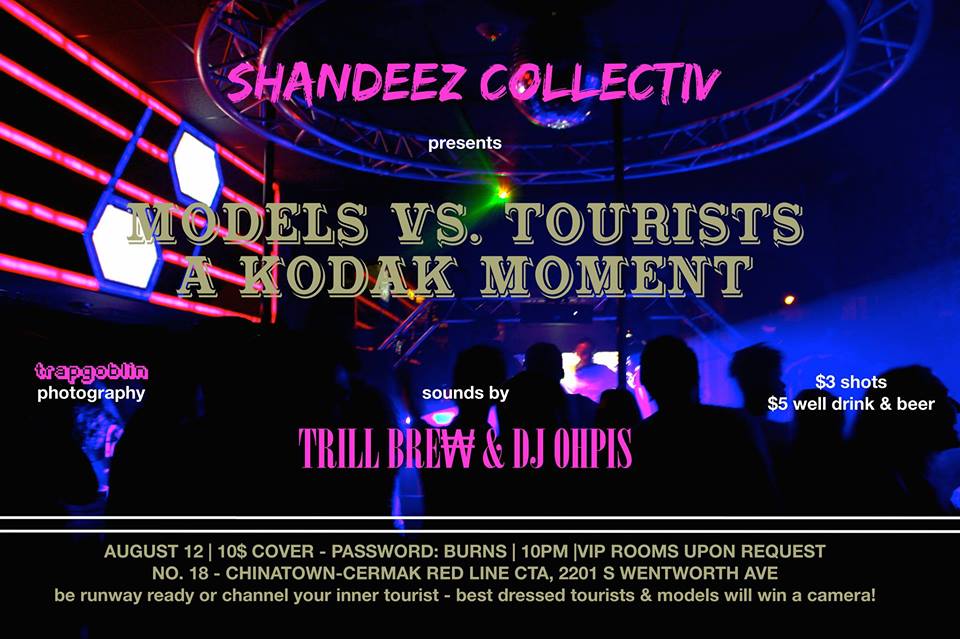 SHANDEEZ COLLECTIV
presents
MODELS VS. TOURISTS
A KODAK MOMENT
trapgoblin
photography
sounds by
TRILL BRE₩ & DJ OHPIS
$3 shots
$5 well drink & beer
AUGUST 12 | 10$ COVER - PASSWORD: BURNS | 10PM |VIP ROOMS UPON REQUEST
NO. 18 - CHINATOWN-CERMAK RED LINE CTA, 2201 S WENTWORTH AVE
be runway ready or channel your inner tourist - best dressed tourists & models will win a camera!